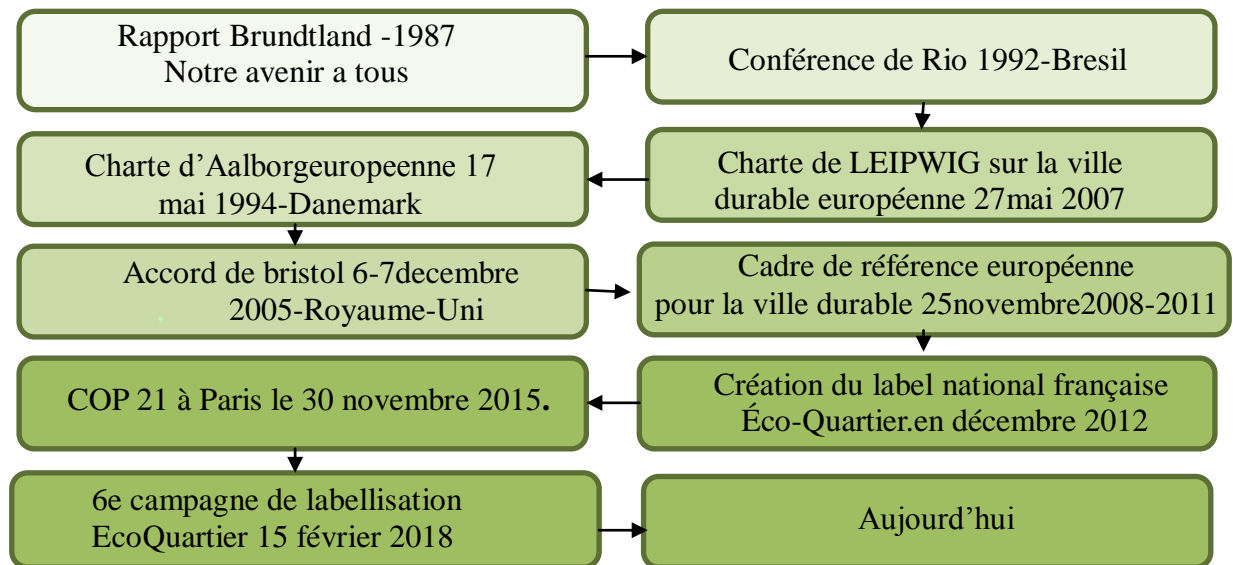 Rapport Brundtland -1987
Notre avenir a tous
Conférence de Rio 1992-Bresil
Charte de LEIPWIG sur la ville
durable européenne 27mai 2007
Charte d’Aalborgeuropeenne 17
mai 1994-Danemark
Accord de bristol 6-7decembre
2005-Royaume-Uni
Cadre de référence européenne
pour la ville durable 25novembre2008-2011
Création du label national française
Éco-Quartier.en décembre 2012
COP 21 à Paris le 30 novembre 2015.
6e campagne de labellisation
EcoQuartier 15 février 2018
Aujourd’hui